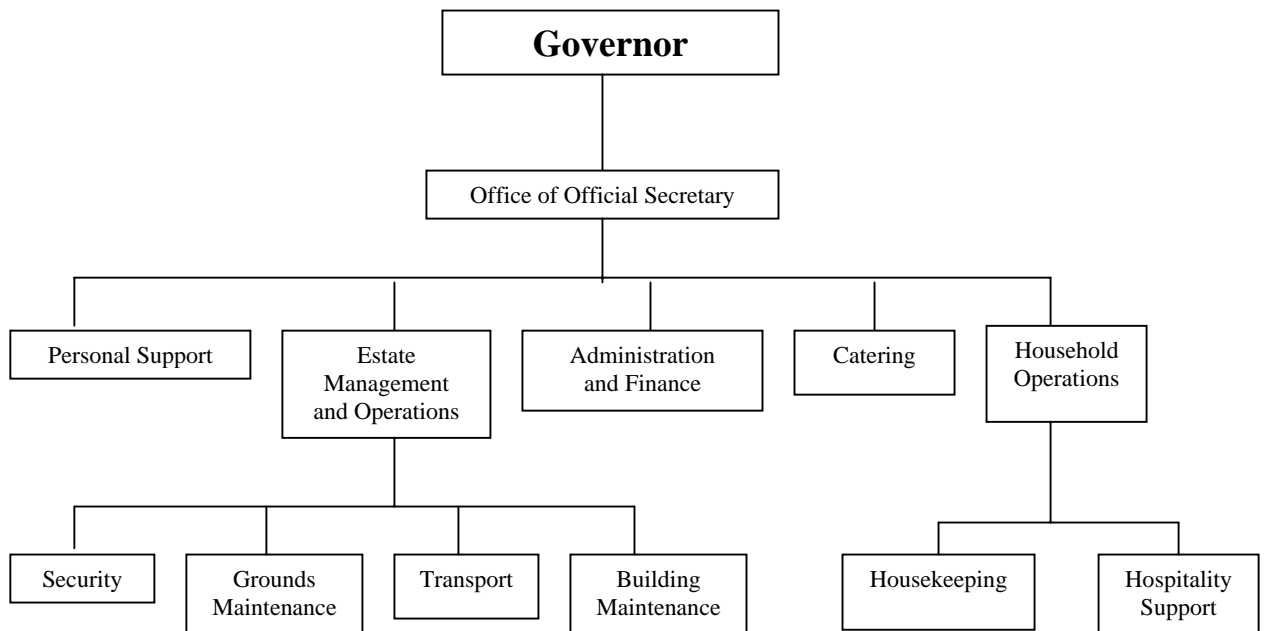 Governor
Office of Official Secretary
Personal Support
Estate
Management
and Operations
Administration
and Finance
Catering
Household
Operations
Security
Grounds
Maintenance
Transport
Building
Maintenance
Housekeeping
Hospitality
Support